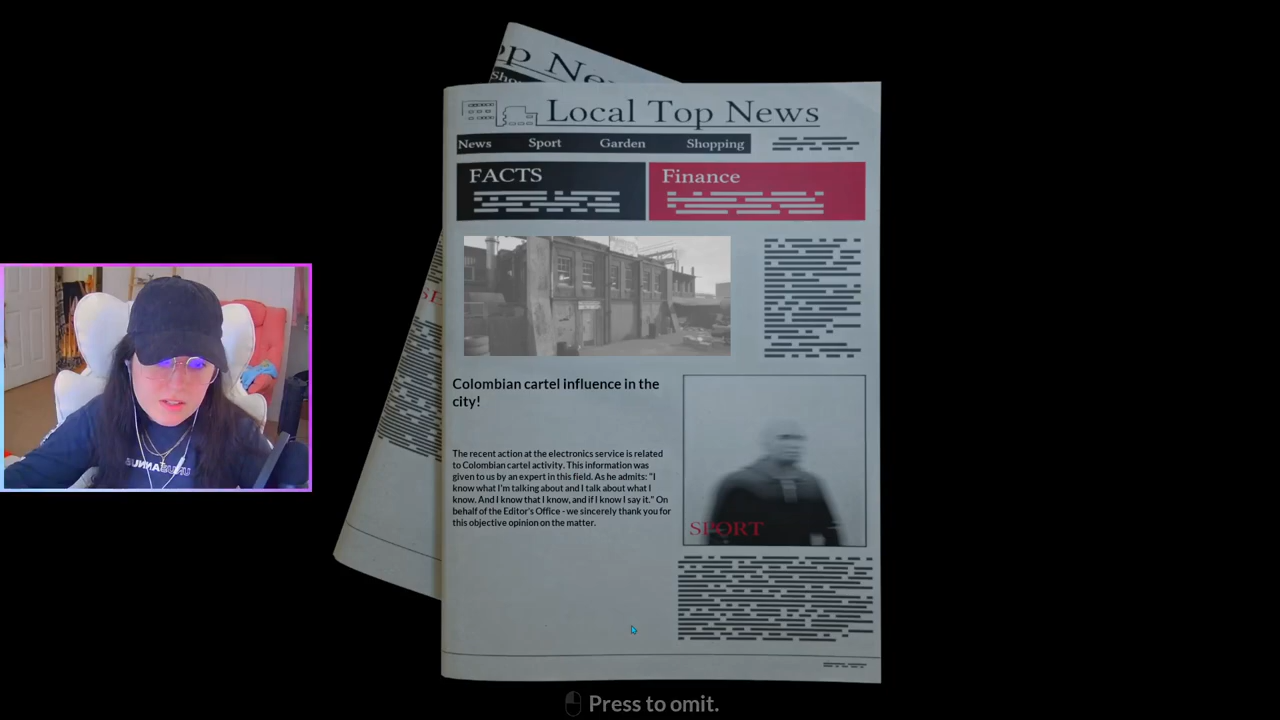 op Ne
Sho
Local Top News
News Sport Garden Shopping
FACTS
Finance
Colombian cartel influence in the
city!
The recent action at the electronics service is related
to Colombian cartel activity. This information was
given to us by an expert in this field. As he admits: "I
know what I'm talking about and I talk about what I
know. And I know that I know, and if I know I say it." On
behalf of the Editor's Office - we sincerely thank you for
this objective opinion on the matter.
SPORT
Press to omit.